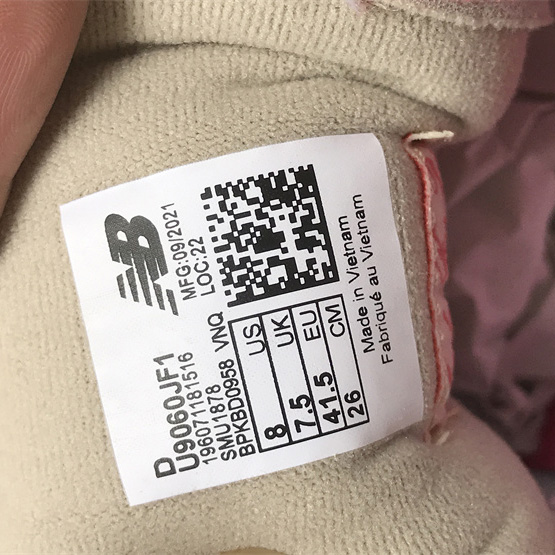 NB
MFG:09/2021
LOC:22
D
U9060JF1
196071181516
SMU1878
BPKBD0958 VNQ
8 US
7.5 UK
41.5 EU
26 CM
Made in Vietnam
Fabriqué au Vietnam